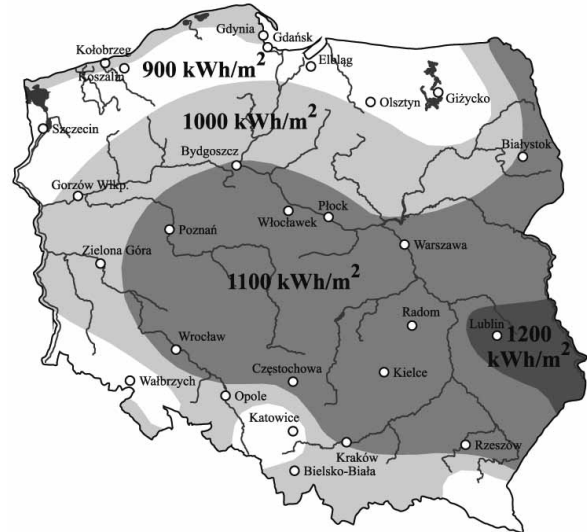 Gdynia
Gdańsk
Kołobrzeg
Koszalin
900 kWh/m²
Elbląg
Olsztyn
Giżycko
Szczecin
1000 kWh/m²
Bydgoszcz
Białystok
Gorzów Wlkp.
Włocławek
Płock
Poznań
Warszawa
Zielona Góra
1100 kWh/m²
Radom
Lublin
1200
kWh/m²
Wrocław
Wałbrzych
Częstochowa
Kielce
Opole
Katowice
Kraków
Rzeszów
Bielsko-Biała